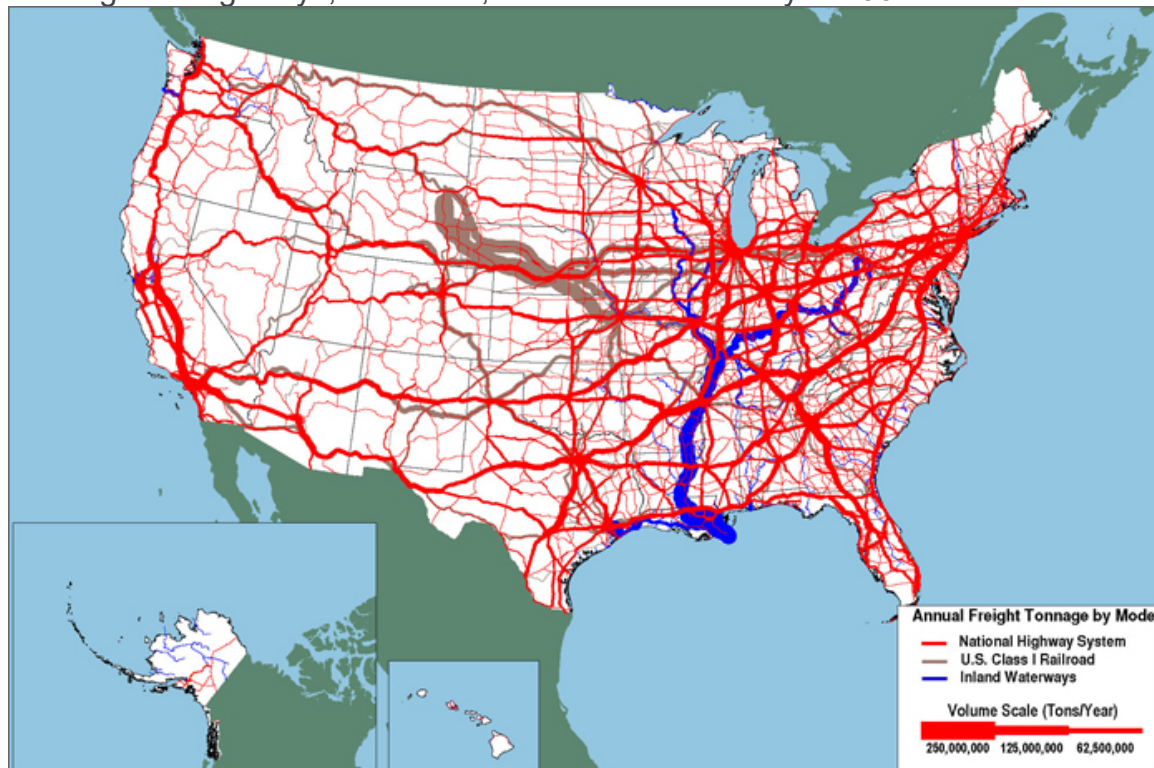 Annual Freight Tonnage by Mode
National Highway System
U.S. Class I Railroad
Inland Waterways
Volume Scale (Tons/Year)
250,000,000 125,000,000 62,500,000